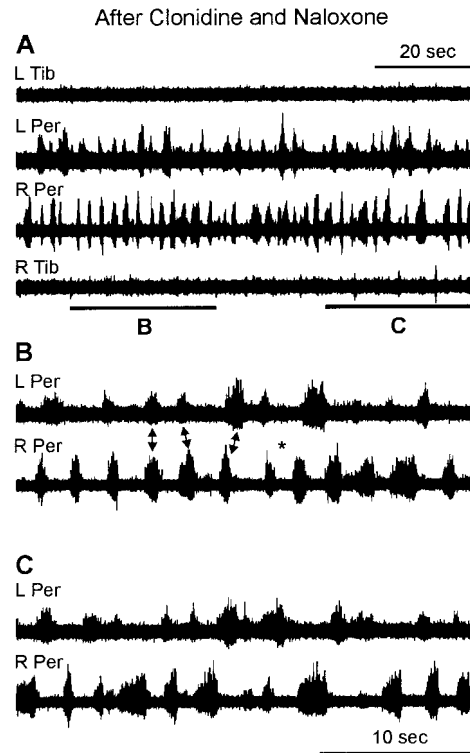 After Clonidine and Naloxone
A
20 sec
L Tib
L Per
R Per
R Tib
B
C
B
L Per
R Per
*
C
L Per
R Per
10 sec